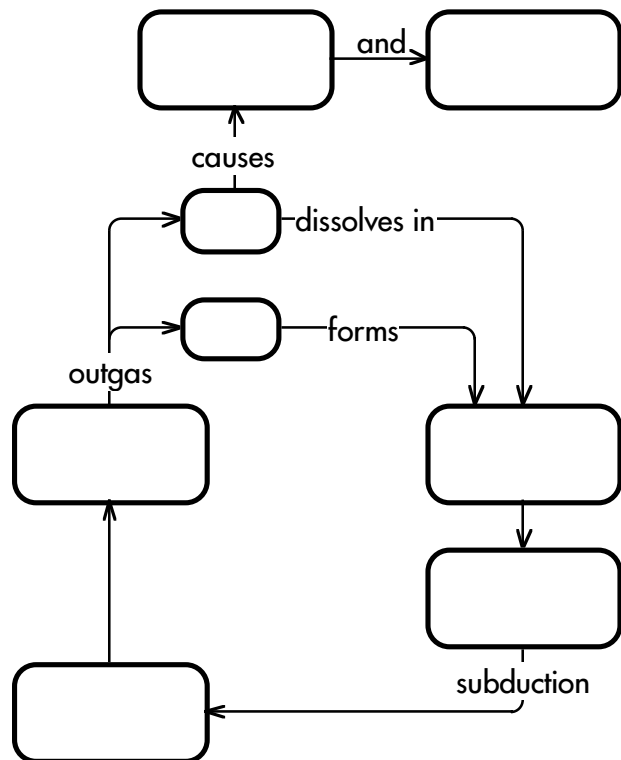 and
causes
dissolves in
forms
outgas
subduction